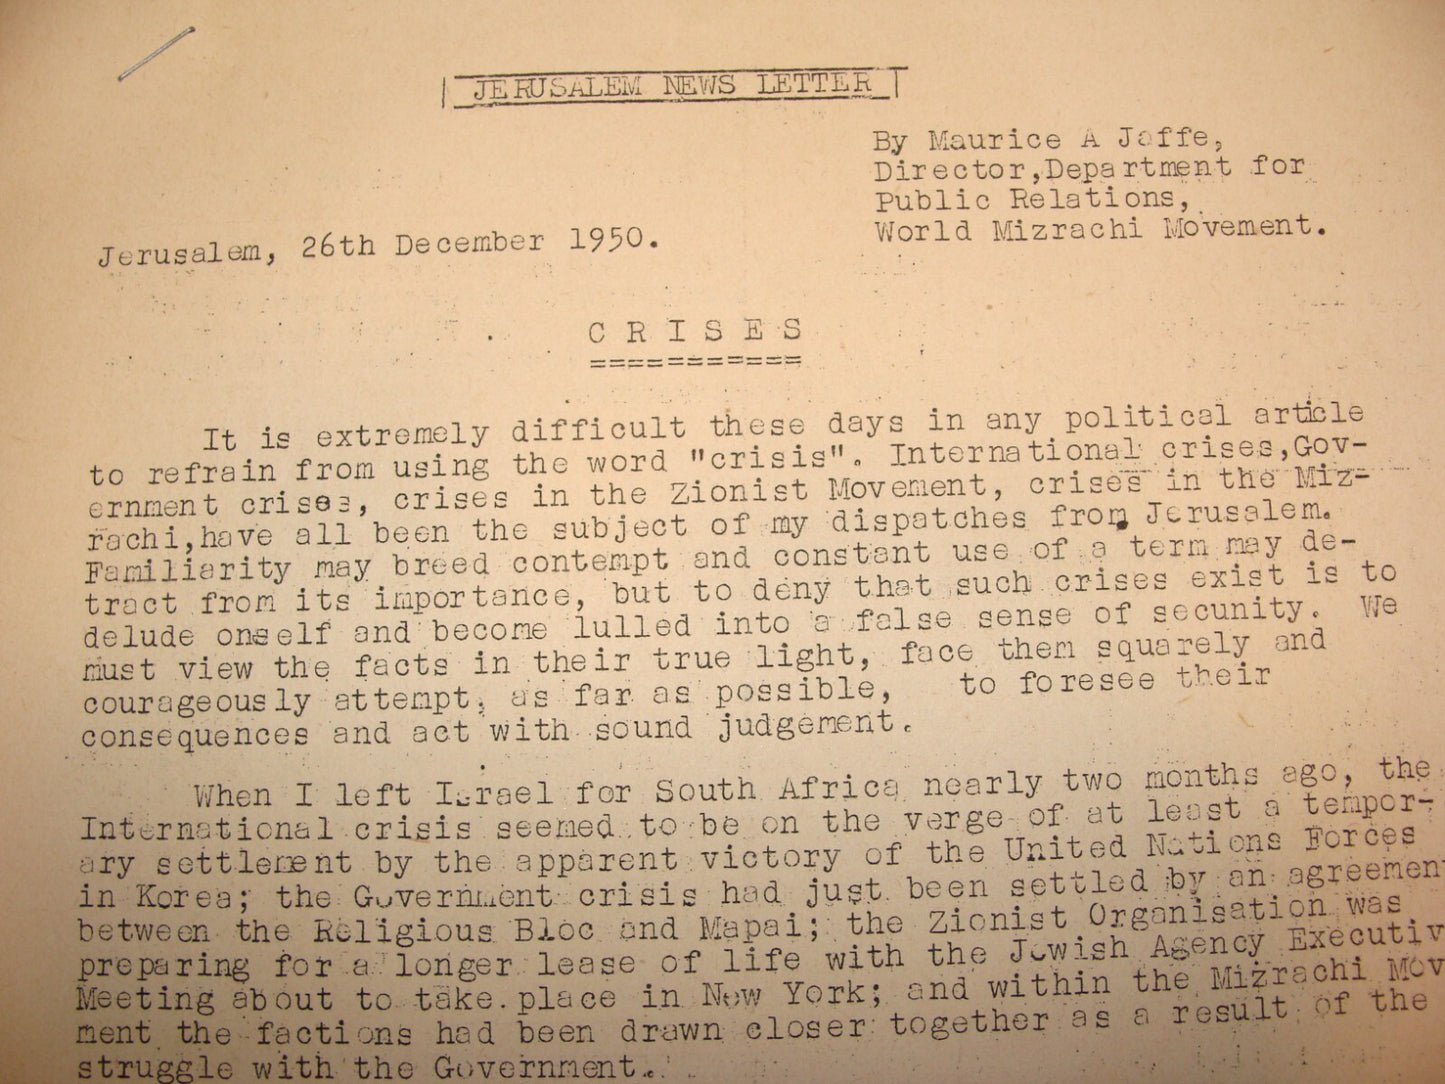 JERUSALEM NEWS LETTER
By Maurice A Jaffe,
Director,Department for
Public Relations,
World Mizrachi Movement.
Jerusalem, 26th December 1950.
C R I S E S
===========
It is extremely difficult these days in any political article
to refrain from using the word "crisis". International crises,Gov-
ernment crises, crises in the Zionist Movement, crises in the Miz-
rachi,have all been the subject of my dispatches from Jerusalem.
Familiarity may breed contempt and constant use of a term may de-
tract from its importance, but to deny that such crises exist is to
delude oneself and become lulled into a false sense of secunity. We
must view the facts in their true light, face them squarely and
courageously attempt, as far as possible, to foresee their
consequences and act with sound judgement.
When I left Israel for South Africa nearly two months ago, the
International crisis seemed to be on the verge of at least a tempor-
ary settlement by the apparent victory of the United Nations Forces
in Korea; the Government crisis had just been settled by an agreement
between the Religious Bloc and Mapai; the Zionist Organisation was
preparing for a longer lease of life with the Jewish Agency Executiv
Meeting about to take place in New York; and within the Mizrachi Mov
ment the factions had been drawn closer together as a result of the
struggle with the Government.